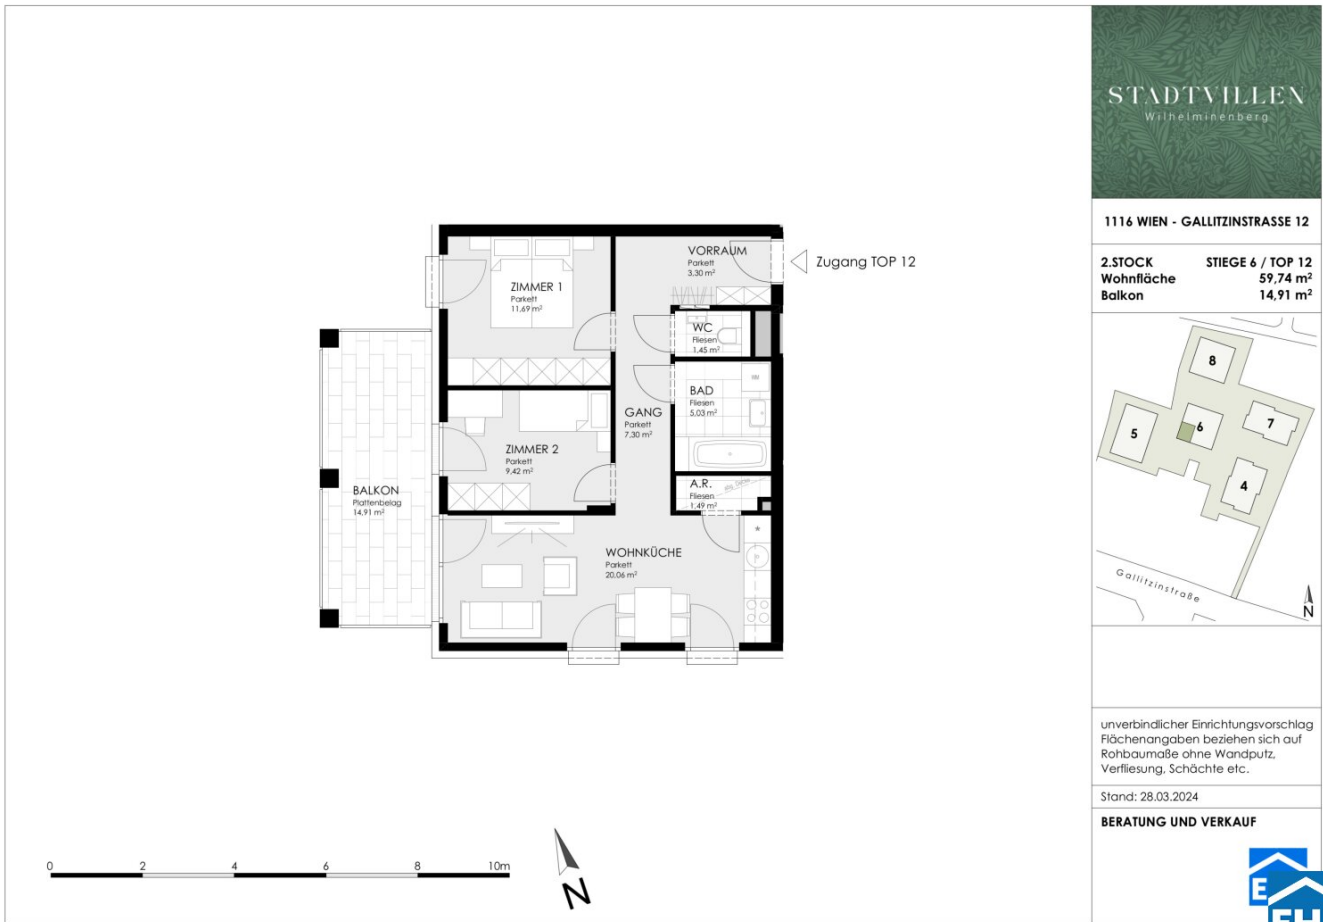 STADTVILLEN
Wilhelminenberg
1116 WIEN - GALLITZINSTRASSE 12
2.STOCK STIEGE 6 / TOP 12
Wohnfläche 59,74 m²
Balkon 14,91 m²
8
7
6
5
4
Gallitzinstraße
N
unverbindlicher Einrichtungsvorschlag
Flächenangaben beziehen sich auf
Rohbaumaße ohne Wandputz,
Verfliesung, Schächte etc.
Stand: 28.03.2024
BERATUNG UND VERKAUF
VORRAUM
Parkett
3,30 m²
Zugang TOP 12
ZIMMER 1
Parkett
11,69 m²
WC
Fliesen
1,45 m²
BAD
Fliesen
5,03 m²
WM
GANG
Parkett
7,30 m²
ZIMMER 2
Parkett
9,42 m²
A.R.
Fliesen
1,49 m²
BALKON
Plattenbelag
14,91 m²
WOHNKÜCHE
Parkett
20,06 m²
0 2 4 6 8 10m
N